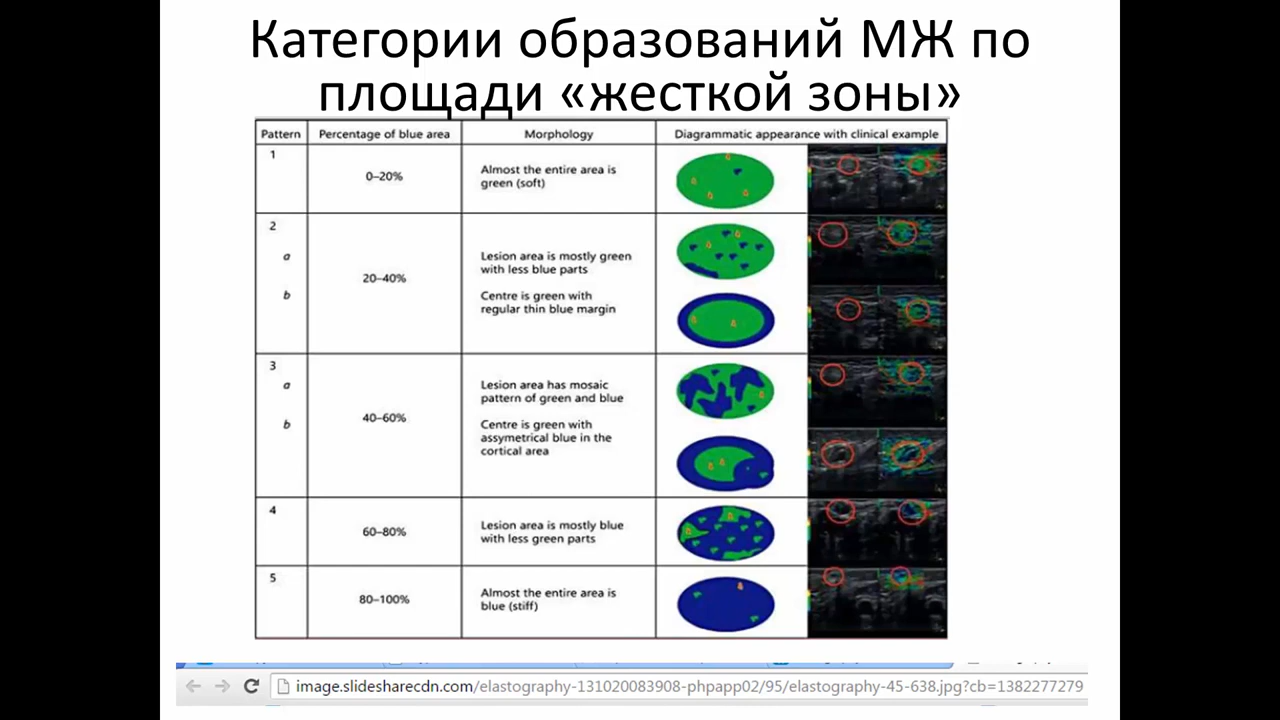 Категории образований МЖ по
площади «жесткой зоны»
Pattern Percentage of blue area Morphology Diagrammatic appearance with clinical example
1
0–20%
Almost the entire area is
green (soft)
2
a
b
20–40%
Lesion area is mostly green
with less blue parts
Centre is green with
regular thin blue margin
3
a
b
40–60%
Lesion area has mosaic
pattern of green and blue
Centre is green with
assymetrical blue in the
cortical area
4
60–80%
Lesion area is mostly blue
with less green parts
5
80–100%
Almost the entire area is
blue (stiff)
image.slidesharecdn.com/elastography-131020083908-phpapp02/95/elastography-45-638.jpg?cb=1382277279